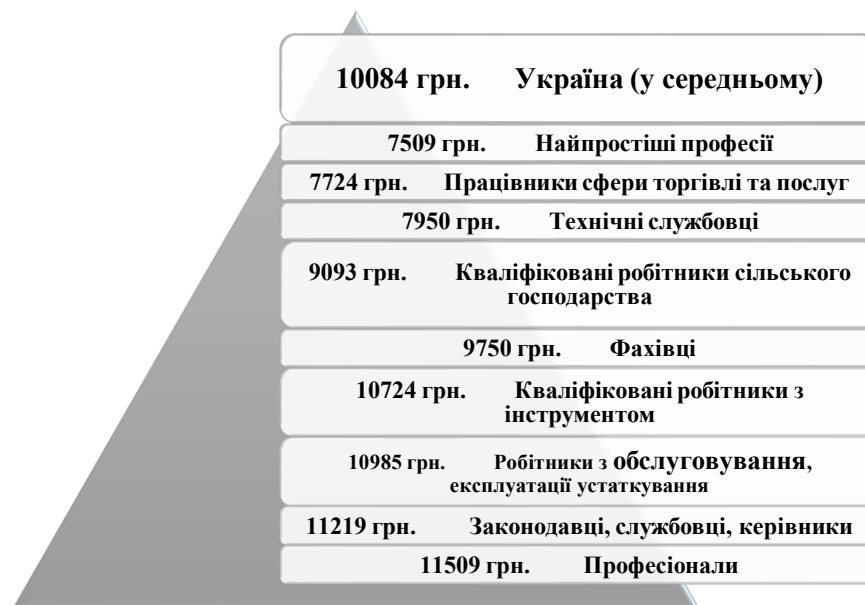 10084 грн. Україна (у середньому)
7509 грн. Найпростіші професії
7724 грн. Працівники сфери торгівлі та послуг
7950 грн. Технічні службовці
9093 грн. Кваліфіковані робітники сільського
господарства
9750 грн. Фахівці
10724 грн. Кваліфіковані робітники з
інструментом
10985 грн. Робітники з обслуговування,
експлуатації устаткування
11219 грн. Законодавці, службовці, керівники
11509 грн. Професіонали